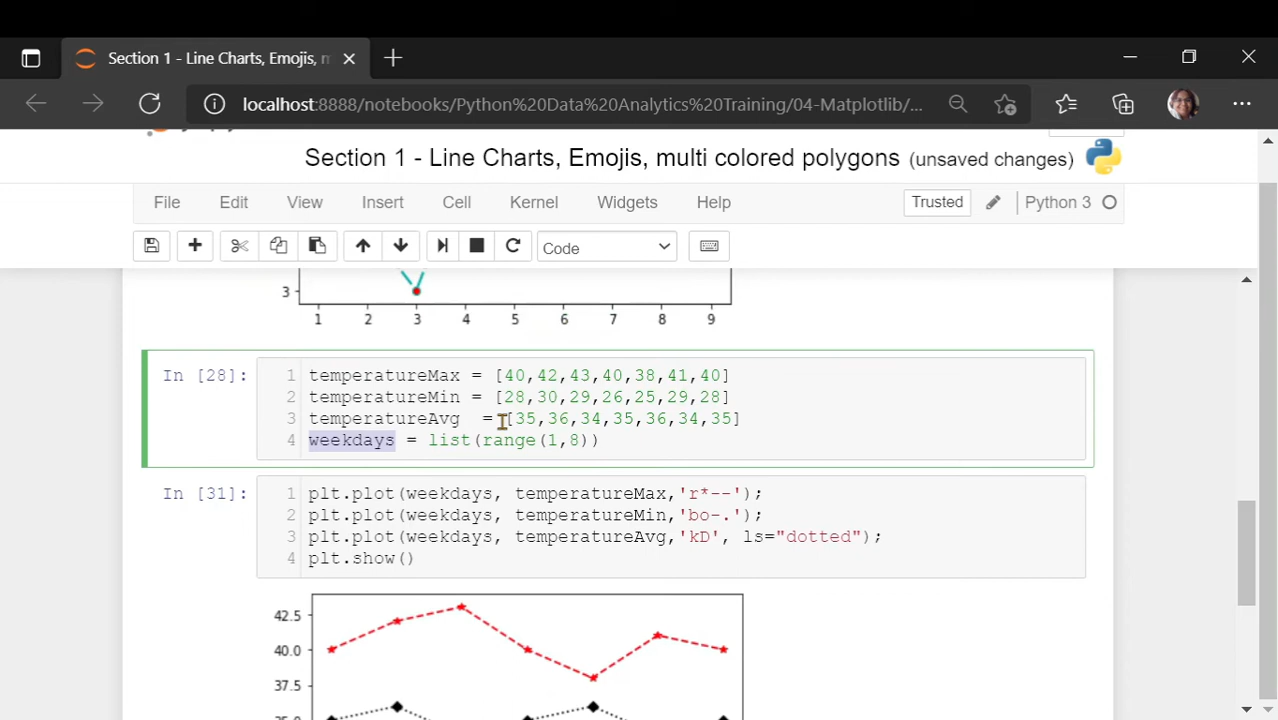 Section 1 - Line Charts, Emojis, m
localhost:8888/notebooks/Python%20Data%20Analytics%20Training/04-Matplotlib/...
Section 1 - Line Charts, Emojis, multi colored polygons (unsaved changes)
File Edit View Insert Cell Kernel Widgets Help Trusted Python 3
Code
3
1 2 3 4 5 6 7 8 9
In [28]:
1 temperatureMax = [40,42,43,40,38,41,40]
2 temperatureMin = [28,30,29,26,25,29,28]
3 temperatureAvg  = [35,36,34,35,36,34,35]
4 weekdays = list(range(1,8))
In [31]:
1 plt.plot(weekdays, temperatureMax,'r*--');
2 plt.plot(weekdays, temperatureMin,'bo-.');
3 plt.plot(weekdays, temperatureAvg,'kD', ls="dotted");
4 plt.show()
42.5
40.0
37.5